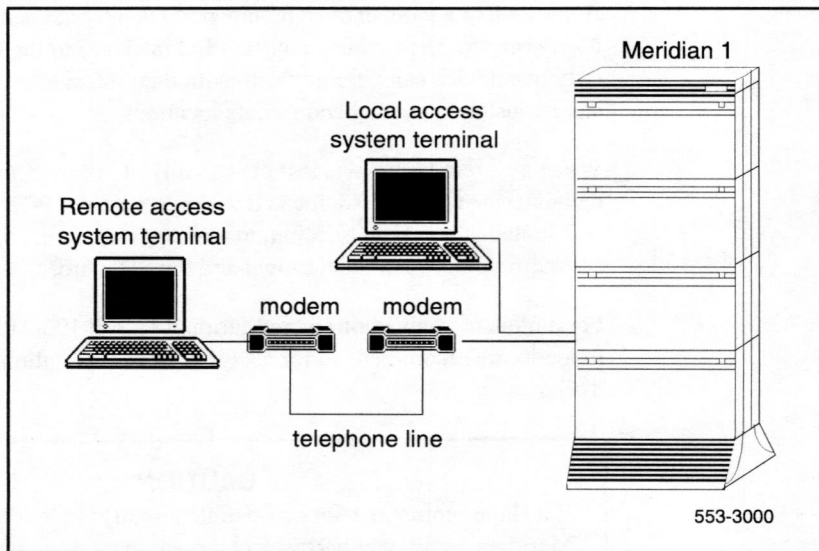 Meridian 1
Local access
system terminal
Remote access
system terminal
modem
modem
telephone line
553-3000